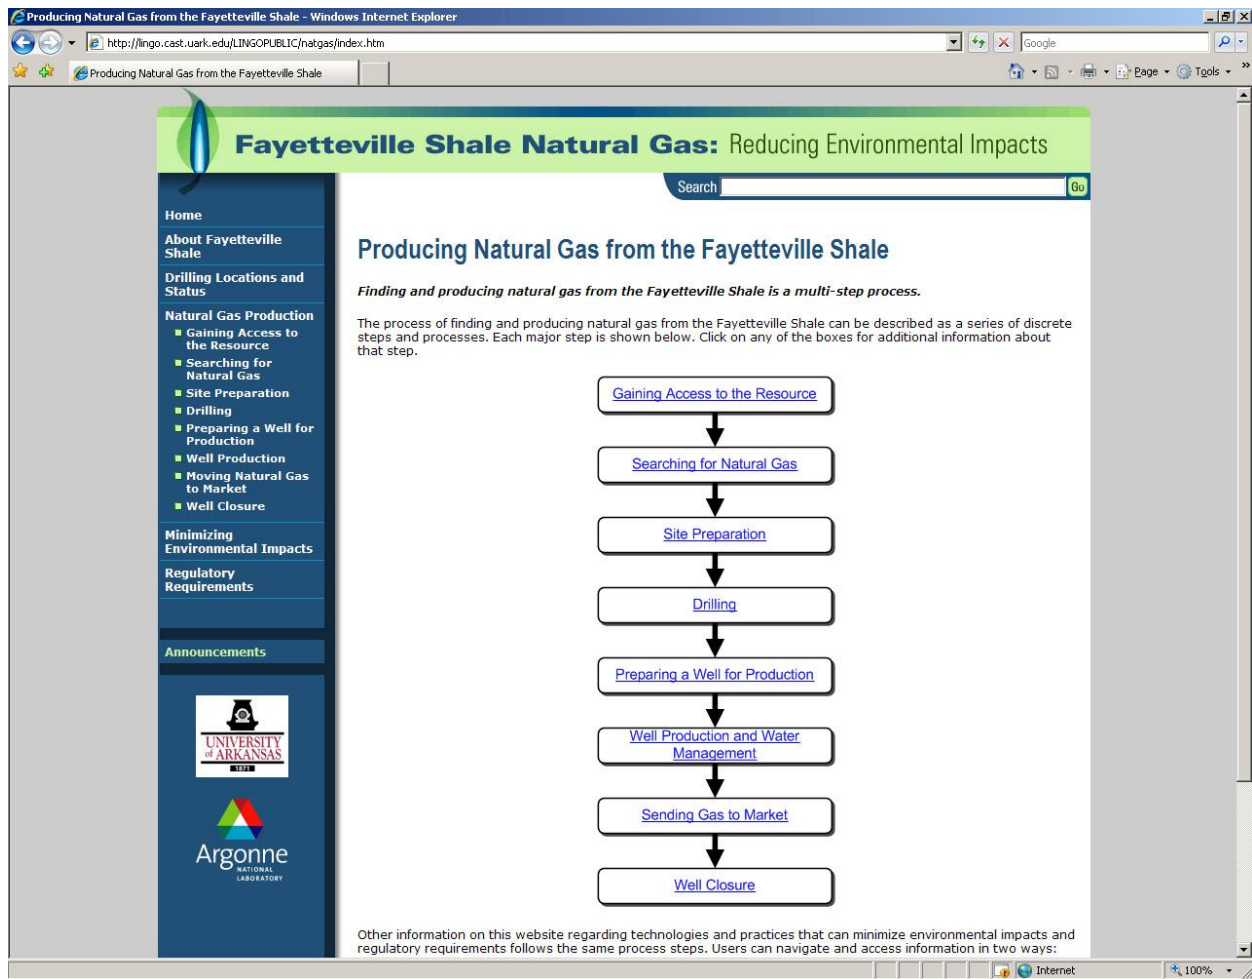 Producing Natural Gas from the Fayetteville Shale - Windows Internet Explorer
http://lingo.cast.uark.edu/LINGOPUBLIC/natgas/index.htm
Google
Producing Natural Gas from the Fayetteville Shale
Page
Tools
»
Fayetteville Shale Natural Gas: Reducing Environmental Impacts
Search
Go
Home
About Fayetteville
Shale
Drilling Locations and
Status
Natural Gas Production
Gaining Access to
the Resource
Searching for
Natural Gas
Site Preparation
Drilling
Preparing a Well for
Production
Well Production
Moving Natural Gas
to Market
Well Closure
Minimizing
Environmental Impacts
Regulatory
Requirements
Announcements
UNIVERSITY
of ARKANSAS
1871
Argonne
NATIONAL
LABORATORY
Producing Natural Gas from the Fayetteville Shale
Finding and producing natural gas from the Fayetteville Shale is a multi-step process.
The process of finding and producing natural gas from the Fayetteville Shale can be described as a series of discrete
steps and processes. Each major step is shown below. Click on any of the boxes for additional information about
that step.
Gaining Access to the Resource
Searching for Natural Gas
Site Preparation
Drilling
Preparing a Well for Production
Well Production and Water
Management
Sending Gas to Market
Well Closure
Other information on this website regarding technologies and practices that can minimize environmental impacts and
regulatory requirements follows the same process steps. Users can navigate and access information in two ways:
Internet
100%